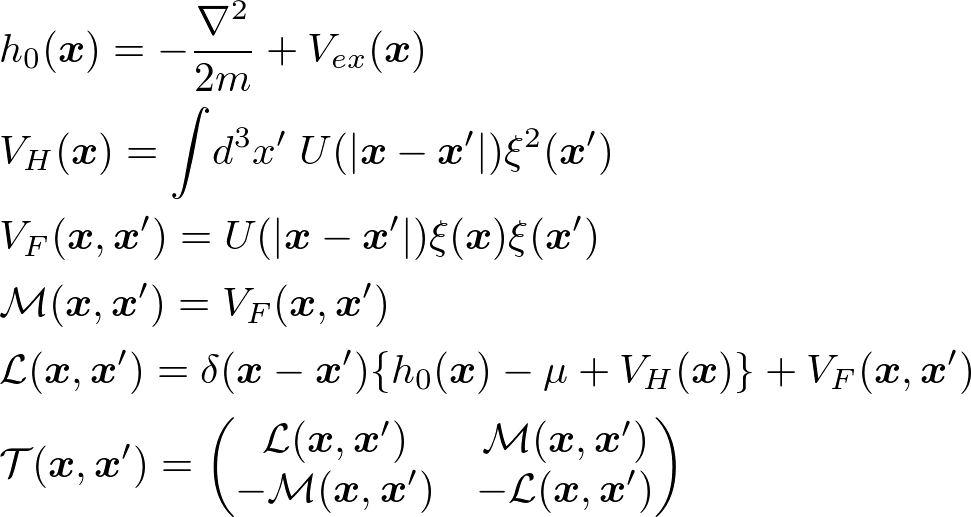 $h_0(\boldsymbol{x}) = -\dfrac{\nabla^2}{2m} + V_{ex}(\boldsymbol{x})$
$V_H(\boldsymbol{x}) = \displaystyle\int d^3x' \ U(|\boldsymbol{x} - \boldsymbol{x}'|)\xi^2(\boldsymbol{x}')$
$V_F(\boldsymbol{x}, \boldsymbol{x}') = U(|\boldsymbol{x} - \boldsymbol{x}'|)\xi(\boldsymbol{x})\xi(\boldsymbol{x}')$
$\mathcal{M}(\boldsymbol{x}, \boldsymbol{x}') = V_F(\boldsymbol{x}, \boldsymbol{x}')$
$\mathcal{L}(\boldsymbol{x}, \boldsymbol{x}') = \delta(\boldsymbol{x} - \boldsymbol{x}')\{h_0(\boldsymbol{x}) - \mu + V_H(\boldsymbol{x})\} + V_F(\boldsymbol{x}, \boldsymbol{x}')$
$\mathcal{T}(\boldsymbol{x}, \boldsymbol{x}') = \begin{pmatrix} \mathcal{L}(\boldsymbol{x}, \boldsymbol{x}') & \mathcal{M}(\boldsymbol{x}, \boldsymbol{x}') \\ -\mathcal{M}(\boldsymbol{x}, \boldsymbol{x}') & -\mathcal{L}(\boldsymbol{x}, \boldsymbol{x}') \end{pmatrix}$